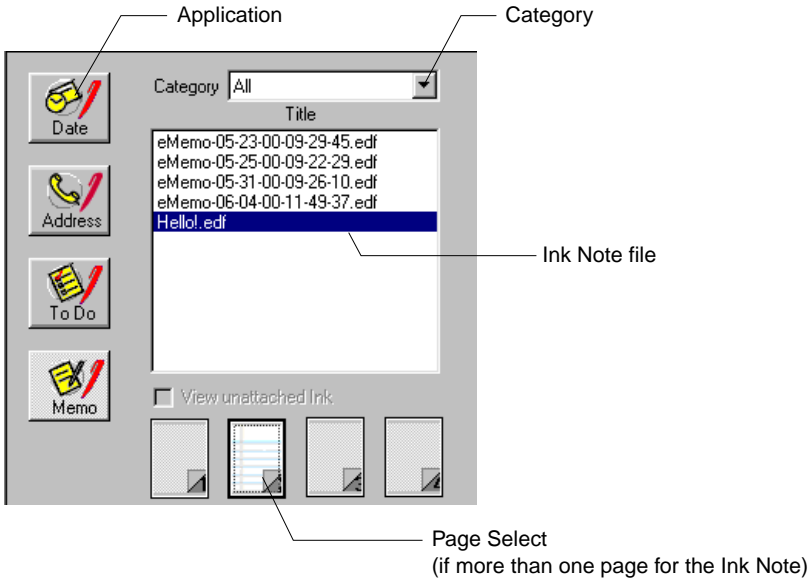 Application
Category
Category All
Title
Date
eMemo-05-23-00-09-29-45.edf
eMemo-05-25-00-09-22-29.edf
eMemo-05-31-00-09-26-10.edf
eMemo-06-04-00-11-49-37.edf
Hello!.edf
Address
Ink Note file
To Do
Memo
View unattached Ink
1
Page Select
(if more than one page for the Ink Note)